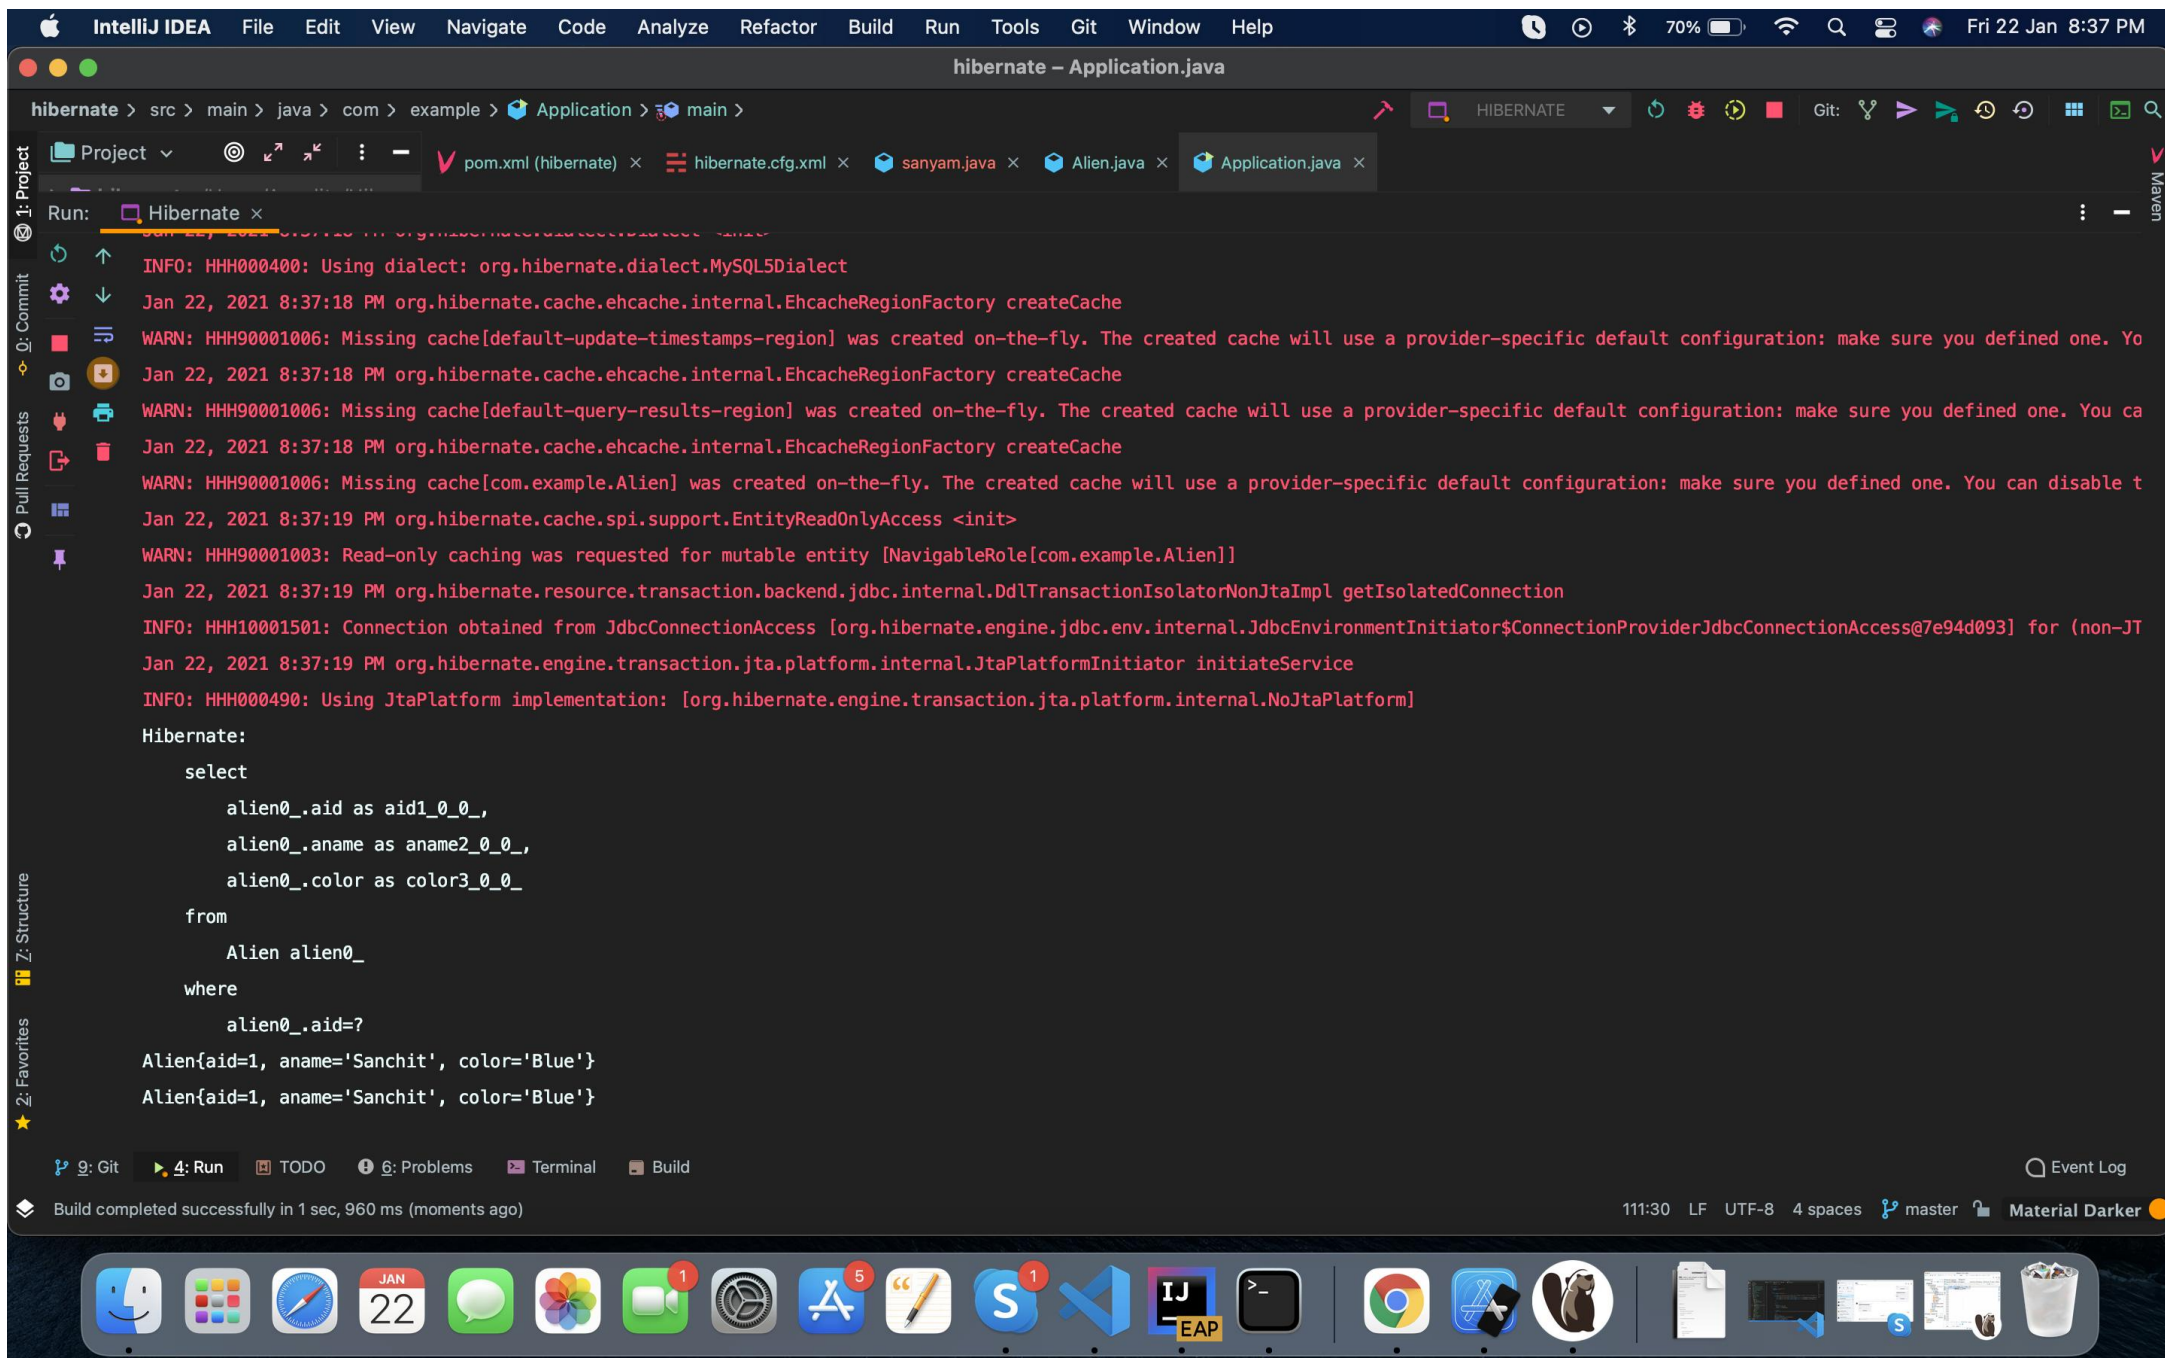 IntelliJ IDEA File Edit View Navigate Code Analyze Refactor Build Run Tools Git Window Help 70% Fri 22 Jan 8:37 PM
hibernate – Application.java
hibernate > src > main > java > com > example > Application > main > HIBERNATE Git:
Project pom.xml (hibernate) × hibernate.cfg.xml × sanyam.java × Alien.java × Application.java ×
1: Project
0: Commit
Pull Requests
7: Structure
2: Favorites
Maven
Run: Hibernate ×
Jan 22, 2021 8:37:18 PM org.hibernate.dialect.Dialect <init>
INFO: HHH000400: Using dialect: org.hibernate.dialect.MySQL5Dialect
Jan 22, 2021 8:37:18 PM org.hibernate.cache.ehcache.internal.EhcacheRegionFactory createCache
WARN: HHH90001006: Missing cache[default-update-timestamps-region] was created on-the-fly. The created cache will use a provider-specific default configuration: make sure you defined one. Yo
Jan 22, 2021 8:37:18 PM org.hibernate.cache.ehcache.internal.EhcacheRegionFactory createCache
WARN: HHH90001006: Missing cache[default-query-results-region] was created on-the-fly. The created cache will use a provider-specific default configuration: make sure you defined one. You ca
Jan 22, 2021 8:37:18 PM org.hibernate.cache.ehcache.internal.EhcacheRegionFactory createCache
WARN: HHH90001006: Missing cache[com.example.Alien] was created on-the-fly. The created cache will use a provider-specific default configuration: make sure you defined one. You can disable t
Jan 22, 2021 8:37:19 PM org.hibernate.cache.spi.support.EntityReadOnlyAccess <init>
WARN: HHH90001003: Read-only caching was requested for mutable entity [NavigableRole[com.example.Alien]]
Jan 22, 2021 8:37:19 PM org.hibernate.resource.transaction.backend.jdbc.internal.DdlTransactionIsolatorNonJtaImpl getIsolatedConnection
INFO: HHH10001501: Connection obtained from JdbcConnectionAccess [org.hibernate.engine.jdbc.env.internal.JdbcEnvironmentInitiator$ConnectionProviderJdbcConnectionAccess@7e94d093] for (non-JT
Jan 22, 2021 8:37:19 PM org.hibernate.engine.transaction.jta.platform.internal.JtaPlatformInitiator initiateService
INFO: HHH000490: Using JtaPlatform implementation: [org.hibernate.engine.transaction.jta.platform.internal.NoJtaPlatform]
Hibernate:
select
alien0_.aid as aid1_0_0_,
alien0_.aname as aname2_0_0_,
alien0_.color as color3_0_0_
from
Alien alien0_
where
alien0_.aid=?
Alien{aid=1, aname='Sanchit', color='Blue'}
Alien{aid=1, aname='Sanchit', color='Blue'}
9: Git 4: Run TODO 6: Problems Terminal Build Event Log
Build completed successfully in 1 sec, 960 ms (moments ago) 111:30 LF UTF-8 4 spaces master Material Darker
JAN
22
1
5
1
S
IJ
EAP
>_
S